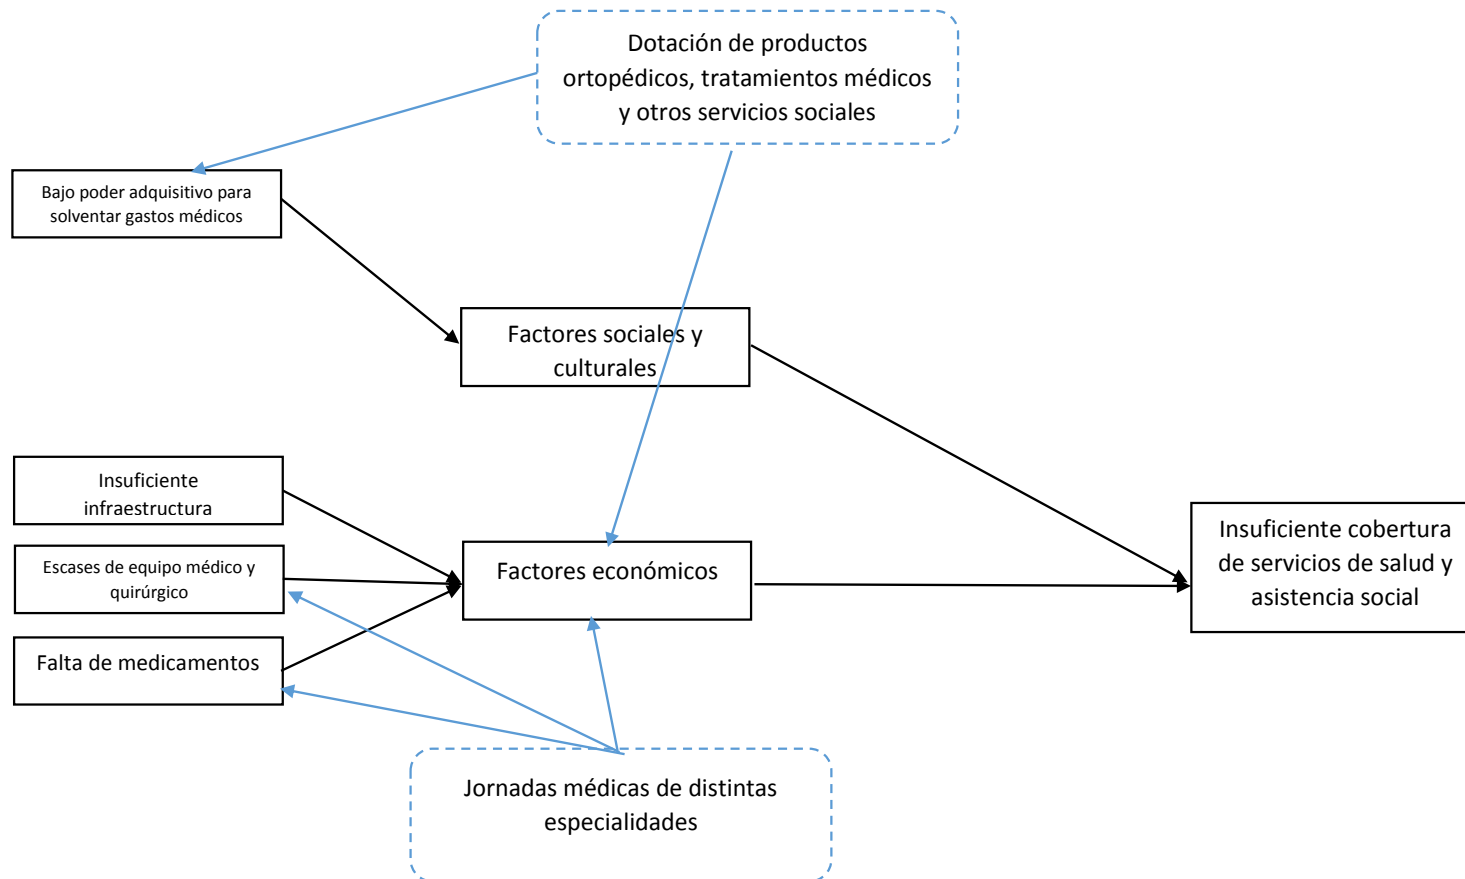 Dotación de productos
ortopédicos, tratamientos médicos
y otros servicios sociales
Bajo poder adquisitivo para
solventar gastos médicos
Factores sociales y
culturales
Insuficiente
infraestructura
Escases de equipo médico y
quirúrgico
Falta de medicamentos
Factores económicos
Insuficiente cobertura
de servicios de salud y
asistencia social
Jornadas médicas de distintas
especialidades